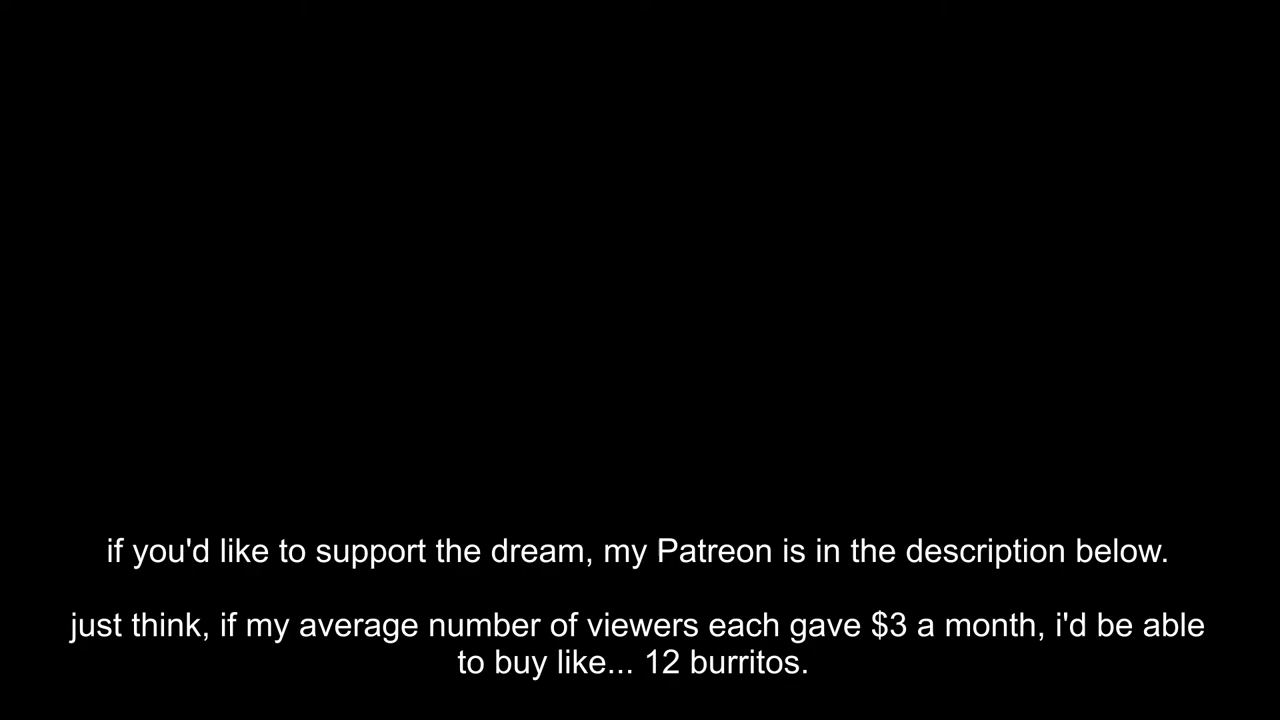 if you'd like to support the dream, my Patreon is in the description below.
just think, if my average number of viewers each gave $3 a month, i'd be able
to buy like... 12 burritos.